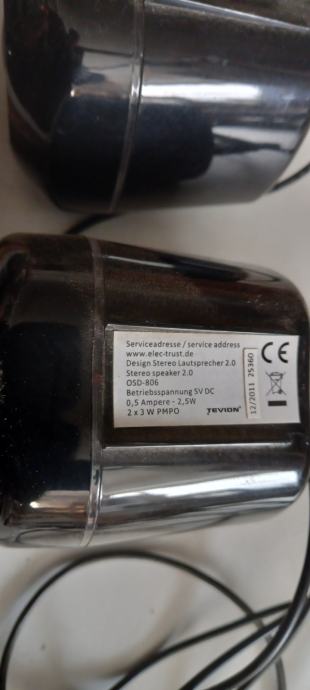 Serviceadresse / service address
www.elec-trust.de
Design Stereo Lautsprecher 2.0
Stereo speaker 2.0
OSD-806
Betriebsspannung 5V DC
0,5 Ampere - 2,5W
2 x 3 W PMPO
TEVION®
12/2011 25360
CE